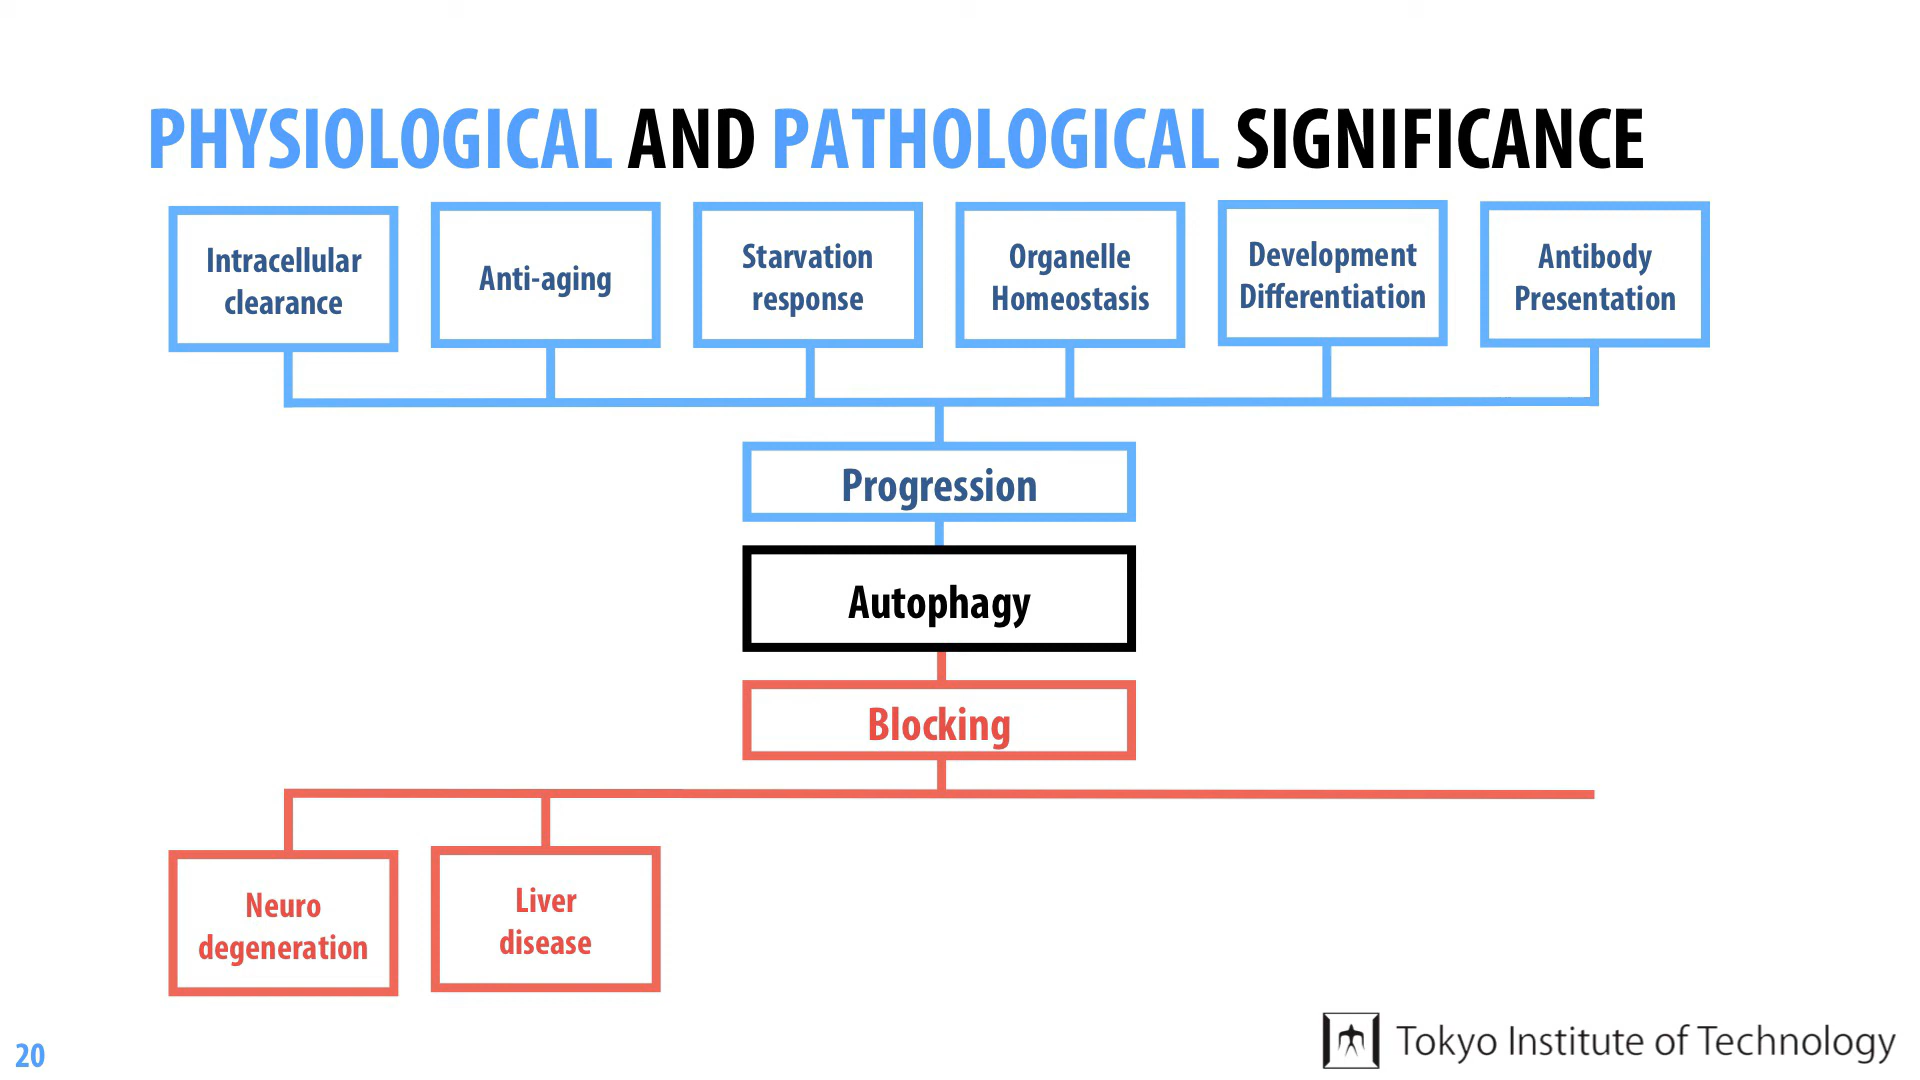 PHYSIOLOGICAL AND PATHOLOGICAL SIGNIFICANCE
Intracellular
clearance
Anti-aging
Starvation
response
Organelle
Homeostasis
Development
Differentiation
Antibody
Presentation
Progression
Autophagy
Blocking
Neuro
degeneration
Liver
disease
20
Tokyo Institute of Technology